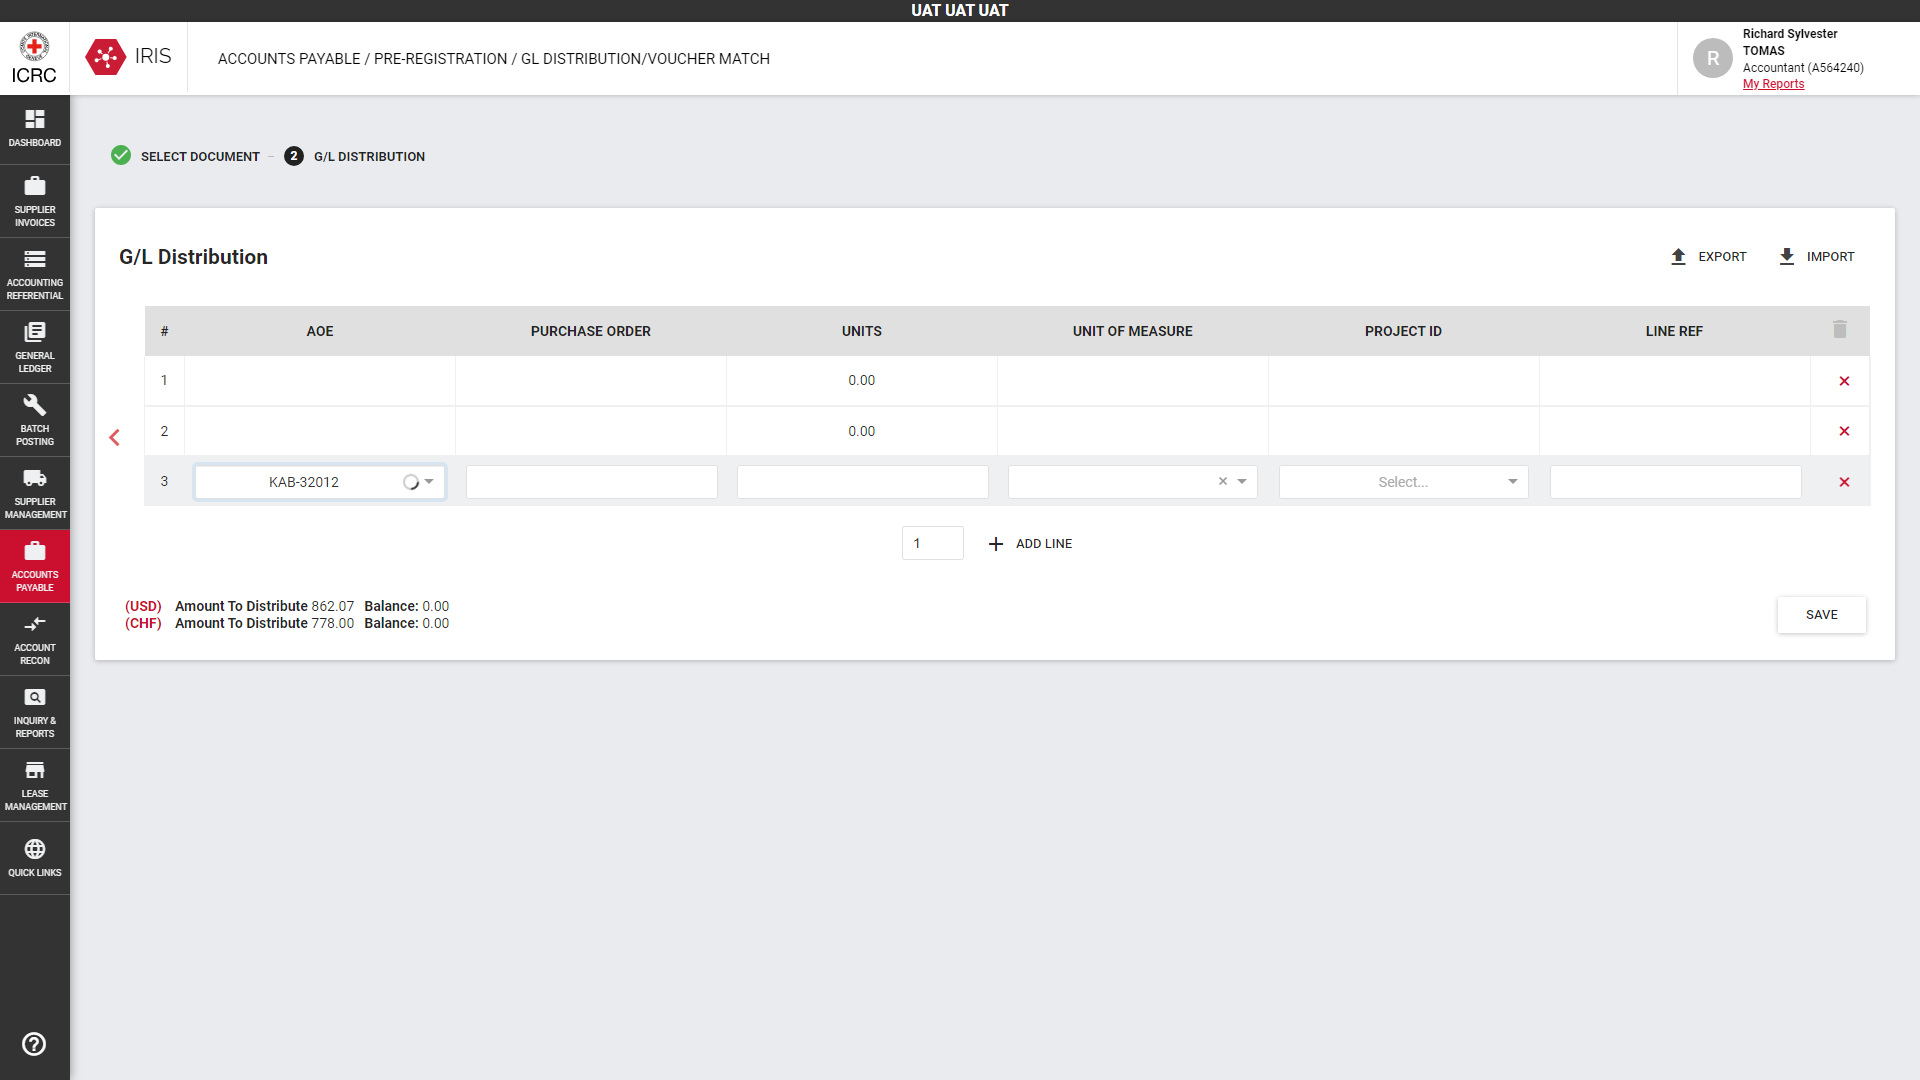 UAT UAT UAT
ICRC
IRIS
ACCOUNTS PAYABLE / PRE-REGISTRATION / GL DISTRIBUTION/VOUCHER MATCH
R
Richard Sylvester
TOMAS
Accountant (A564240)
My Reports
DASHBOARD
SUPPLIER
INVOICES
ACCOUNTING
REFERENTIAL
GENERAL
LEDGER
BATCH
POSTING
SUPPLIER
MANAGEMENT
ACCOUNTS
PAYABLE
ACCOUNT
RECON
INQUIRY &
REPORTS
LEASE
MANAGEMENT
QUICK LINKS
SELECT DOCUMENT – 2 G/L DISTRIBUTION
G/L Distribution
EXPORT
IMPORT
# AOE PURCHASE ORDER UNITS UNIT OF MEASURE PROJECT ID LINE REF
1 0.00
2 0.00
3 KAB-32012 Select...
1 ADD LINE
(USD) Amount To Distribute 862.07 Balance: 0.00
(CHF) Amount To Distribute 778.00 Balance: 0.00
SAVE